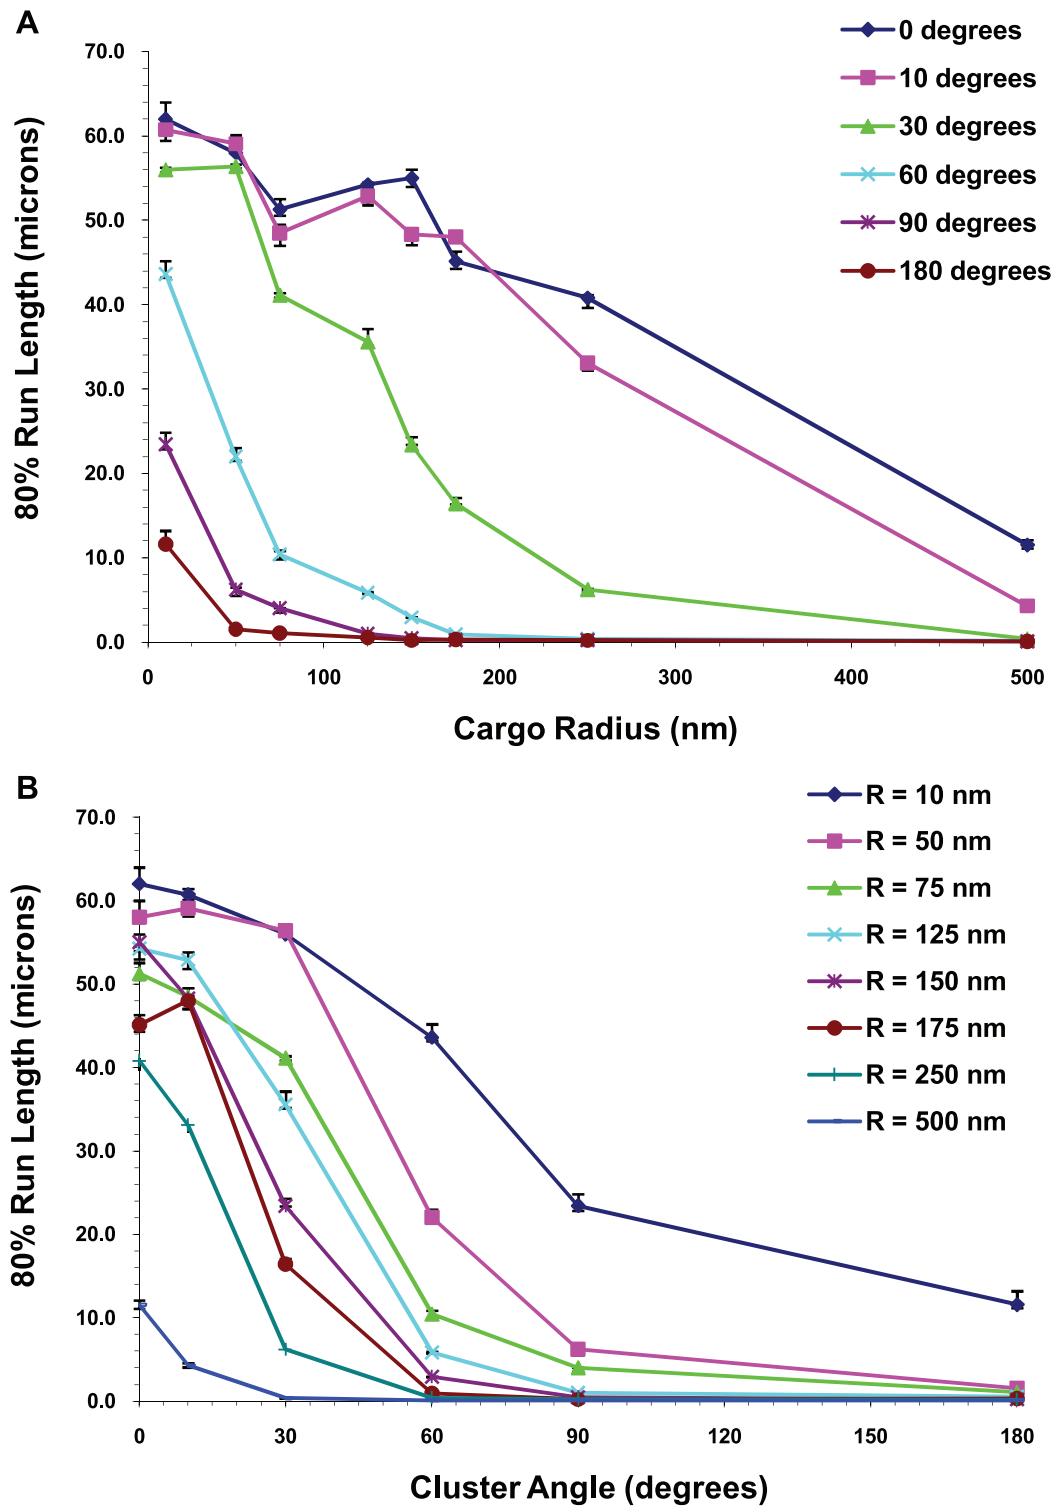 A
0 degrees
10 degrees
30 degrees
60 degrees
90 degrees
180 degrees
80% Run Length (microns)
70.0
60.0
50.0
40.0
30.0
20.0
10.0
0.0
0 100 200 300 400 500
Cargo Radius (nm)
B
R = 10 nm
R = 50 nm
R = 75 nm
R = 125 nm
R = 150 nm
R = 175 nm
R = 250 nm
R = 500 nm
80% Run Length (microns)
70.0
60.0
50.0
40.0
30.0
20.0
10.0
0.0
0 30 60 90 120 150 180
Cluster Angle (degrees)